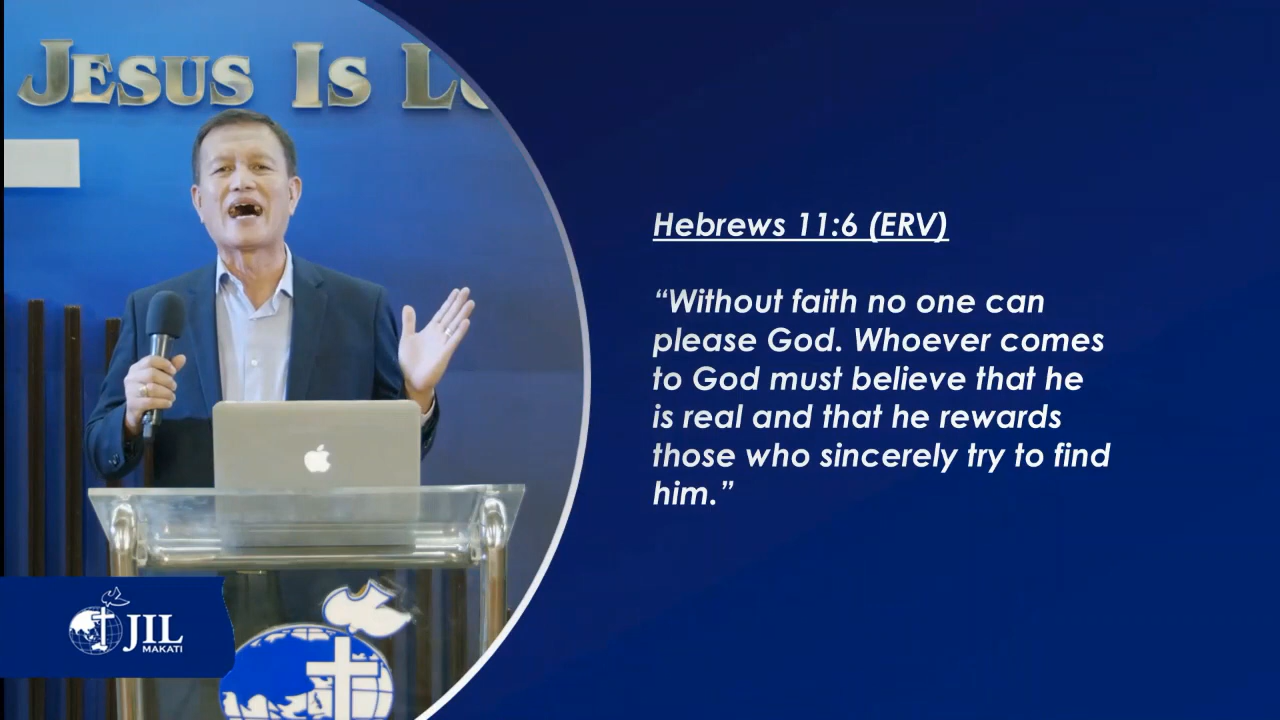 JESUS IS LO
Hebrews 11:6 (ERV)
“Without faith no one can
please God. Whoever comes
to God must believe that he
is real and that he rewards
those who sincerely try to find
him.”
JIL
MAKATI